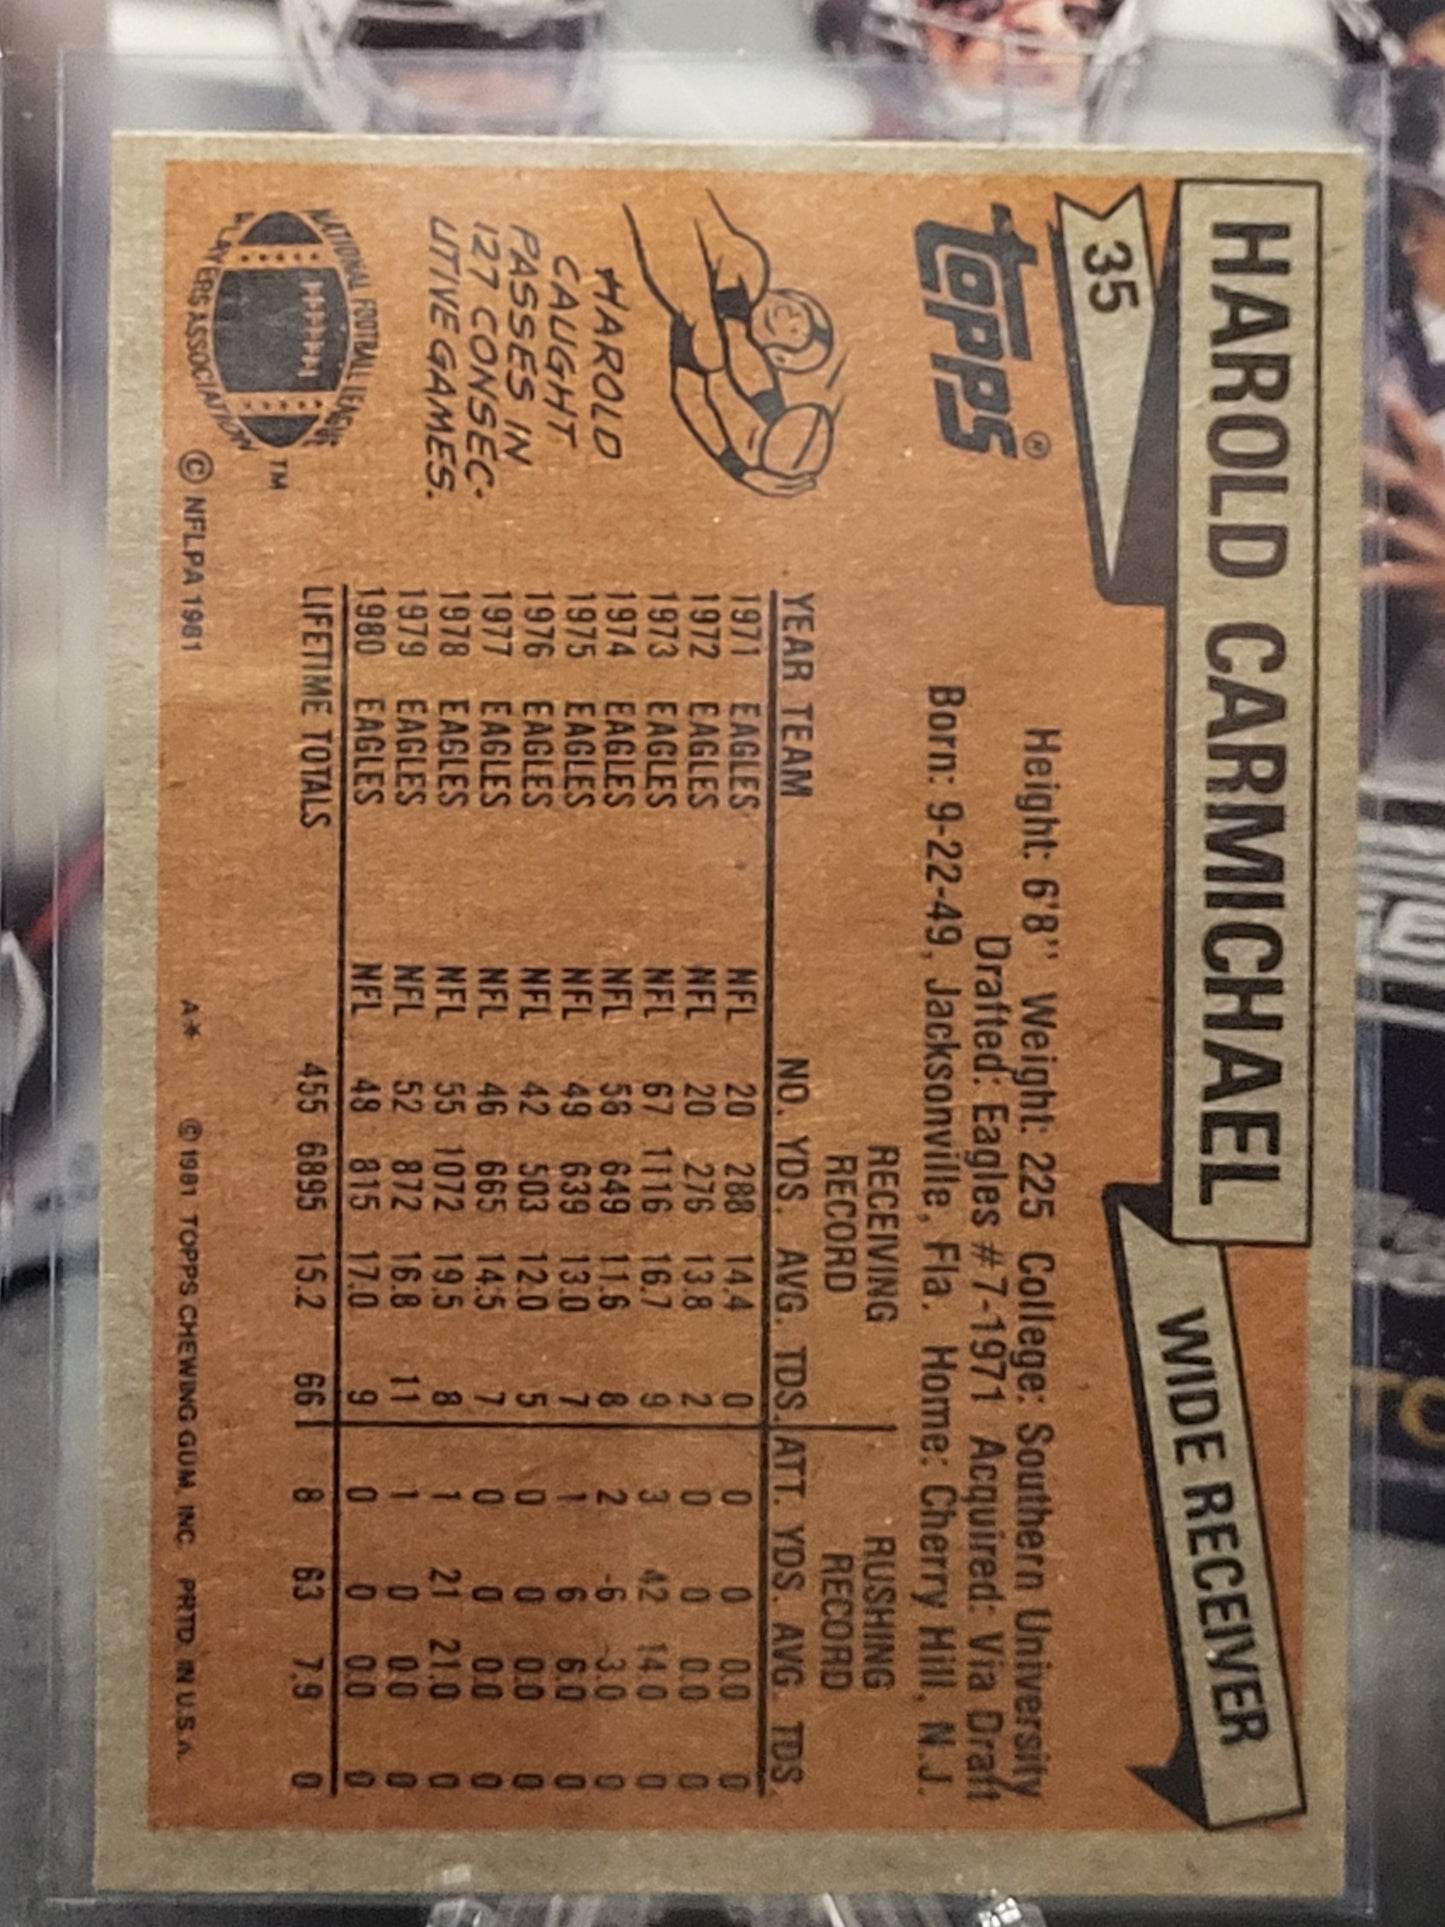 35
HAROLD CARMICHAEL
WIDE RECEIVER
topps®
Height: 6'8" Weight: 225 College: Southern University
Drafted: Eagles #7-1971 Acquired: Via Draft
Born: 9-22-49, Jacksonville, Fla. Home: Cherry Hill, N.J.
HAROLD
CAUGHT
PASSES IN
127 CONSEC-
UTIVE GAMES.
RECEIVING RUSHING
RECORD RECORD
YEAR TEAM NO. YDS. AVG. TDS. ATT. YDS. AVG. TDS.
1971 EAGLES NFL 20 288 14.4 0 0 0 0.0 0
1972 EAGLES NFL 20 276 13.8 2 0 0 0.0 0
1973 EAGLES NFL 67 1116 16.7 9 3 42 14.0 0
1974 EAGLES NFL 56 649 11.6 8 2 -6 -3.0 0
1975 EAGLES NFL 49 639 13.0 7 1 6 6.0 0
1976 EAGLES NFL 42 503 12.0 5 0 0 0.0 0
1977 EAGLES NFL 46 665 14.5 7 0 0 0.0 0
1978 EAGLES NFL 55 1072 19.5 8 1 21 21.0 0
1979 EAGLES NFL 52 872 16.8 11 1 0 0.0 0
1980 EAGLES NFL 48 815 17.0 9 0 0 0.0 0
LIFETIME TOTALS 455 6895 15.2 66 8 63 7.9 0
NATIONAL FOOTBALL LEAGUE
PLAYERS ASSOCIATION
TM
© NFLPA 1981
A* © 1981 TOPPS CHEWING GUM, INC. PRTD. IN U.S.A.